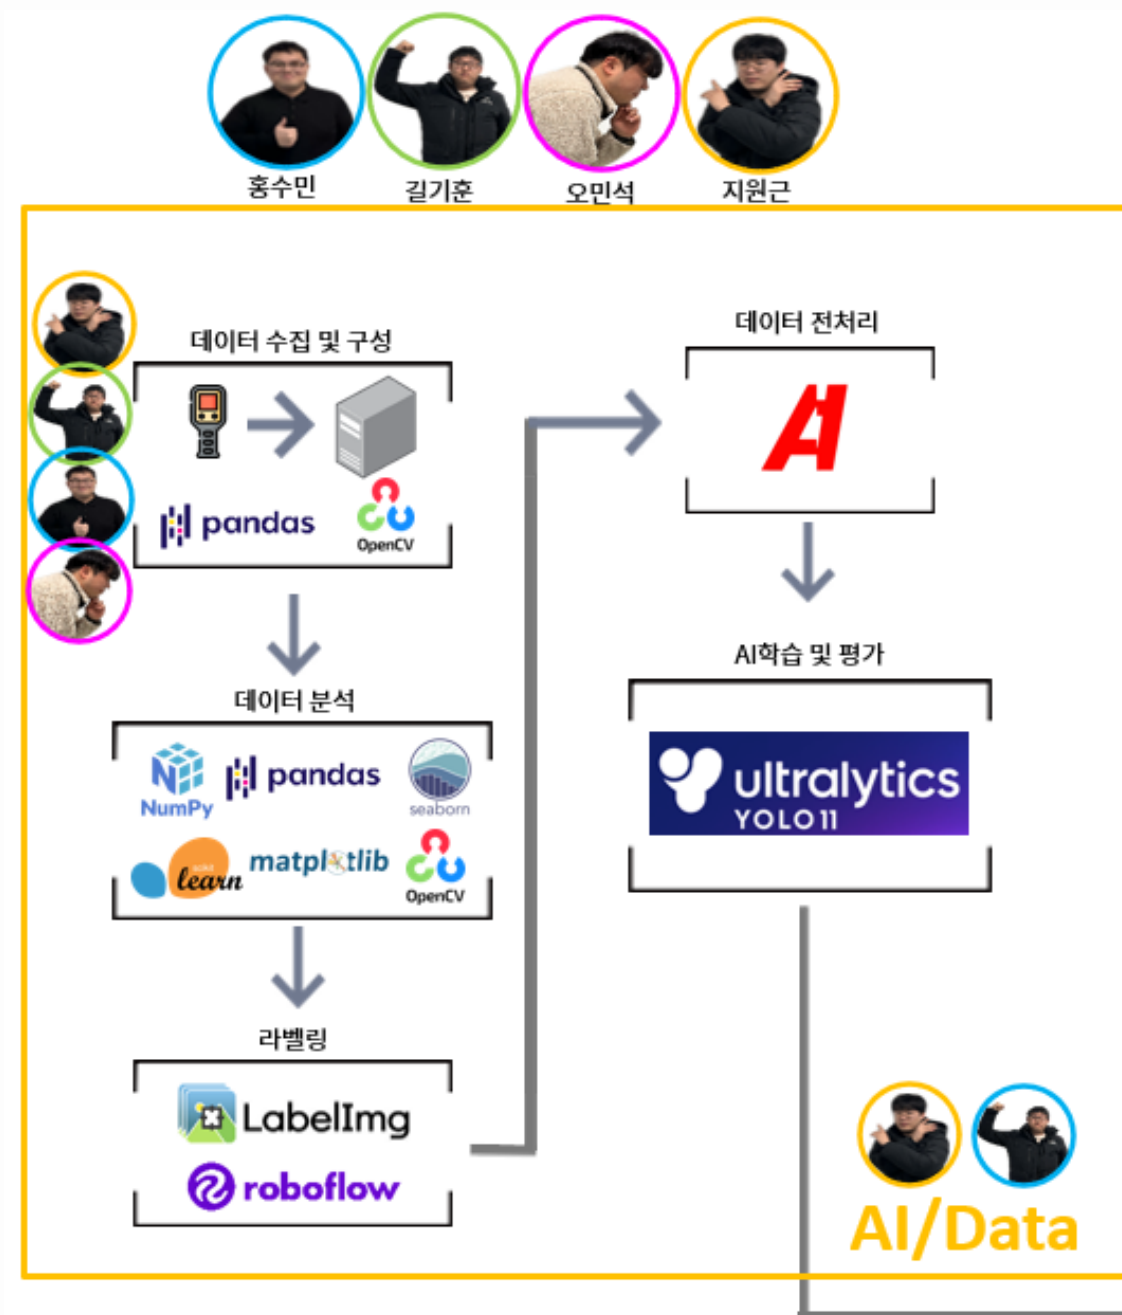 홍수민
길기훈
오민석
지원근
데이터 수집 및 구성
pandas
OpenCV
데이터 분석
NumPy
pandas
seaborn
scikit
learn
matplotlib
OpenCV
라벨링
LabelImg
roboflow
데이터 전처리
AI학습 및 평가
ultralytics
YOLO11
AI/Data